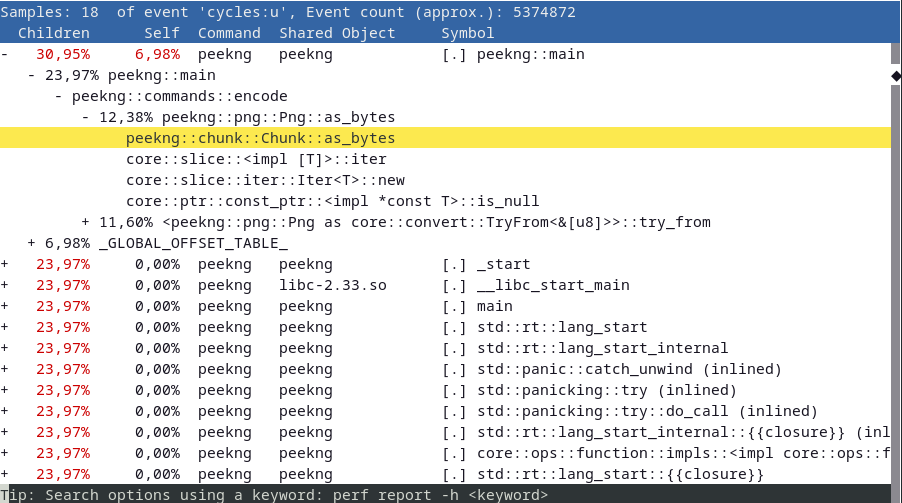 Samples: 18  of event 'cycles:u', Event count (approx.): 5374872
  Children      Self  Command  Shared Object      Symbol
-   30,95%     6,98%  peekng   peekng             [.] peekng::main
   - 23,97% peekng::main
      - peekng::commands::encode
         - 12,38% peekng::png::Png::as_bytes
              peekng::chunk::Chunk::as_bytes
              core::slice::<impl [T]>::iter
              core::slice::iter::Iter<T>::new
              core::ptr::const_ptr::<impl *const T>::is_null
         + 11,60% <peekng::png::Png as core::convert::TryFrom<&[u8]>>::try_from
   + 6,98% _GLOBAL_OFFSET_TABLE_
+   23,97%     0,00%  peekng   peekng             [.] _start
+   23,97%     0,00%  peekng   libc-2.33.so       [.] __libc_start_main
+   23,97%     0,00%  peekng   peekng             [.] main
+   23,97%     0,00%  peekng   peekng             [.] std::rt::lang_start
+   23,97%     0,00%  peekng   peekng             [.] std::rt::lang_start_internal
+   23,97%     0,00%  peekng   peekng             [.] std::panic::catch_unwind (inlined)
+   23,97%     0,00%  peekng   peekng             [.] std::panicking::try (inlined)
+   23,97%     0,00%  peekng   peekng             [.] std::panicking::try::do_call (inlined)
+   23,97%     0,00%  peekng   peekng             [.] std::rt::lang_start_internal::{{closure}} (inl
+   23,97%     0,00%  peekng   peekng             [.] core::ops::function::impls::<impl core::ops::f
+   23,97%     0,00%  peekng   peekng             [.] std::rt::lang_start::{{closure}}
Tip: Search options using a keyword: perf report -h <keyword>